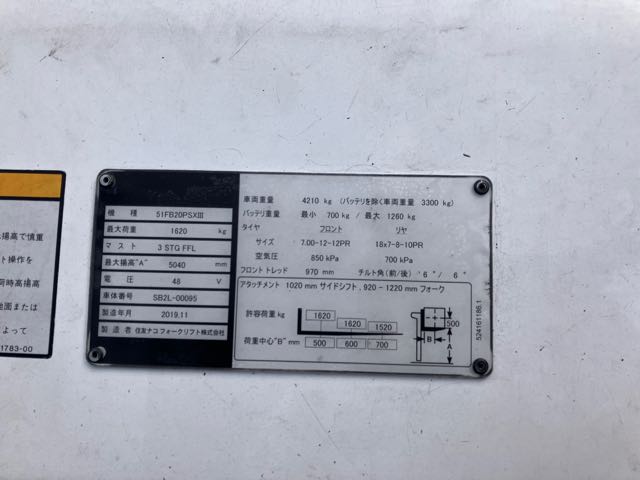 揚高で慎重
ト操作を
荷時高揚高
地面または
によって
1783-00
機 種 51FB20PSXⅢ
最大荷重 1620 kg
マスト 3 STG FFL
最大揚高"A" 5040 mm
電 圧 48 V
車体番号 SB2L-00095
製造年月 2019.11
製造者 住友ナコ フォークリフト株式会社
車両重量 4210 kg (バッテリを除く車両重量 3300 kg)
バッテリ重量 最小 700 kg / 最大 1260 kg
タイヤ フロント リヤ
サイズ 7.00-12-12PR 18x7-8-10PR
空気圧 850 kPa 700 kPa
フロントトレッド 970 mm チルト角(前/後) 6°/ 6°
アタッチメント 1020 mm サイドシフト, 920 - 1220 mm フォーク
許容荷重 kg 1620 1620 1520
荷重中心"B" mm 500 600 700
500
B
A
524161186.1